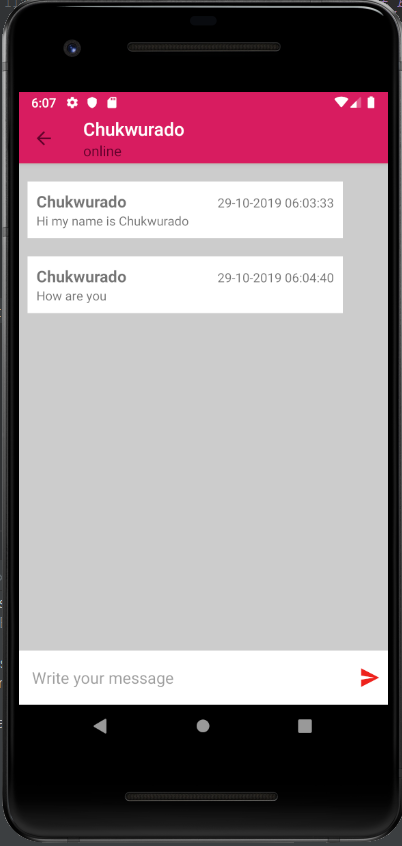 6:07
Chukwurado
online
Chukwurado 29-10-2019 06:03:33
Hi my name is Chukwurado
Chukwurado 29-10-2019 06:04:40
How are you
Write your message